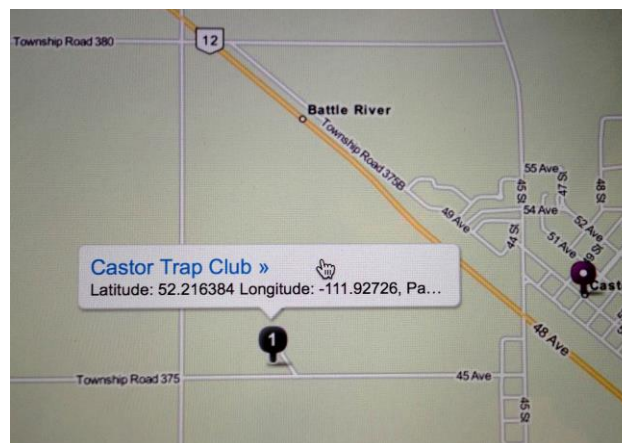 Township Road 380
12
Battle River
Township Road 375B
55 Ave
47 St
48 St
45 St
54 Ave
52 Ave
49 Ave
44 St
51 Ave
Castor Trap Club »
Latitude: 52.216384 Longitude: -111.92726, Pa...
Cast
1
48 Ave
Township Road 375
45 Ave
45 St